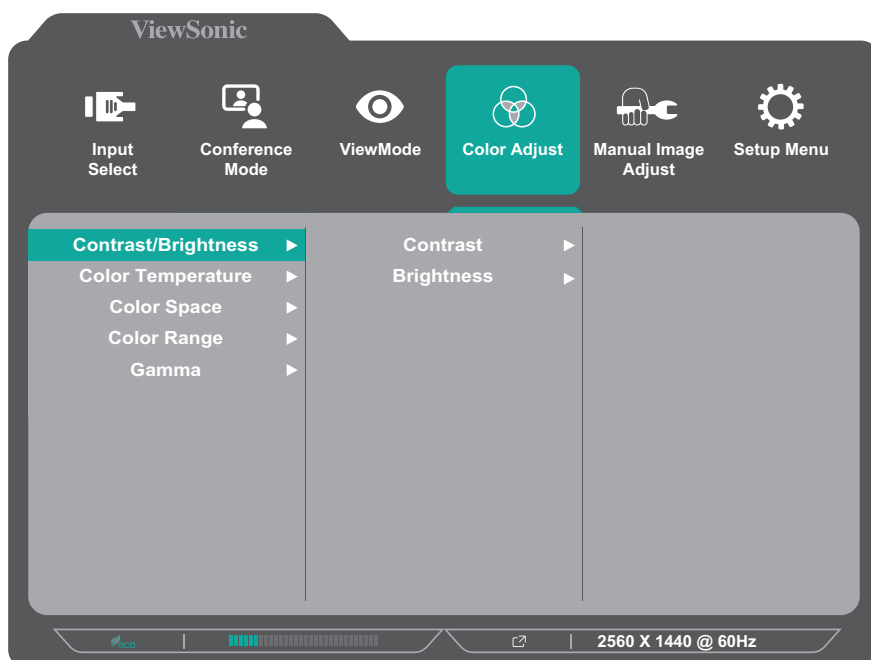 ViewSonic
Input Select
Conference Mode
ViewMode
Color Adjust
Manual Image Adjust
Setup Menu
Contrast/Brightness
Color Temperature
Color Space
Color Range
Gamma
Contrast
Brightness
eco
2560 X 1440 @ 60Hz